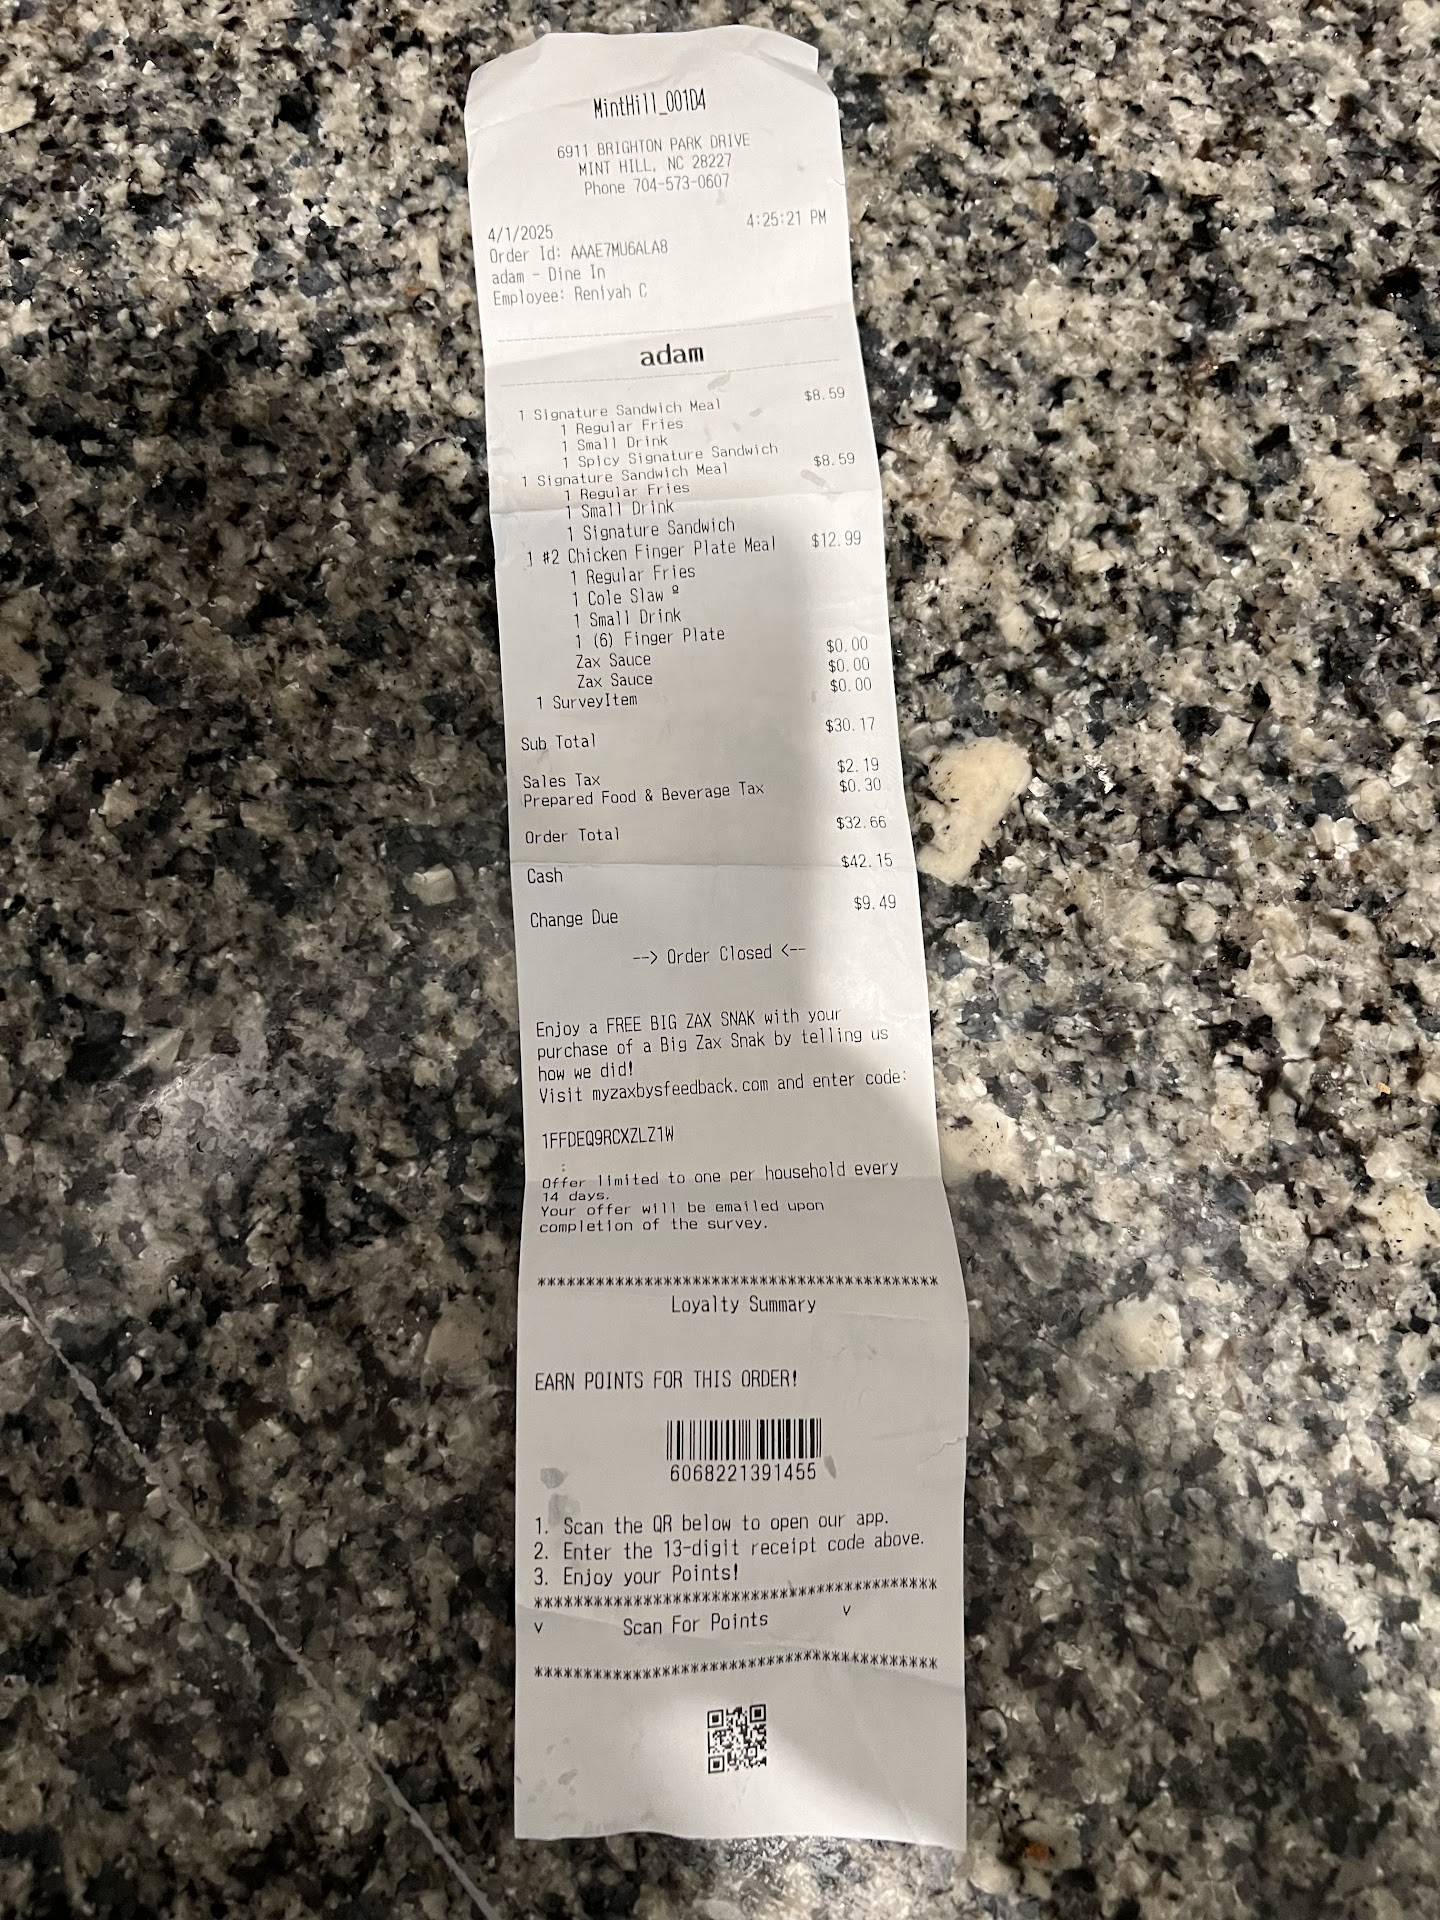 MintHill_001D4
6911 BRIGHTON PARK DRIVE
MINT HILL, NC 28227
Phone 704-573-0607
4/1/2025 4:25:21 PM
Order Id: AAAE7MU6ALA8
adam - Dine In
Employee: Reniyah C
adam
1 Signature Sandwich Meal $8.59
1 Regular Fries
1 Small Drink
1 Spicy Signature Sandwich
1 Signature Sandwich Meal $8.59
1 Regular Fries
1 Small Drink
1 Signature Sandwich
1 #2 Chicken Finger Plate Meal $12.99
1 Regular Fries
1 Cole Slaw º
1 Small Drink
1 (6) Finger Plate
Zax Sauce $0.00
Zax Sauce $0.00
1 SurveyItem $0.00
Sub Total $30.17
Sales Tax $2.19
Prepared Food & Beverage Tax $0.30
Order Total $32.66
Cash $42.15
Change Due $9.49
--> Order Closed <--
Enjoy a FREE BIG ZAX SNAK with your
purchase of a Big Zax Snak by telling us
how we did!
Visit myzaxbysfeedback.com and enter code:
1FFDEQ9RCXZLZ1W
:
Offer limited to one per household every
14 days.
Your offer will be emailed upon
completion of the survey.
*****************************************
Loyalty Summary
EARN POINTS FOR THIS ORDER!
6068221391455
1. Scan the QR below to open our app.
2. Enter the 13-digit receipt code above.
3. Enjoy your Points!
*****************************************
v Scan For Points v
*****************************************